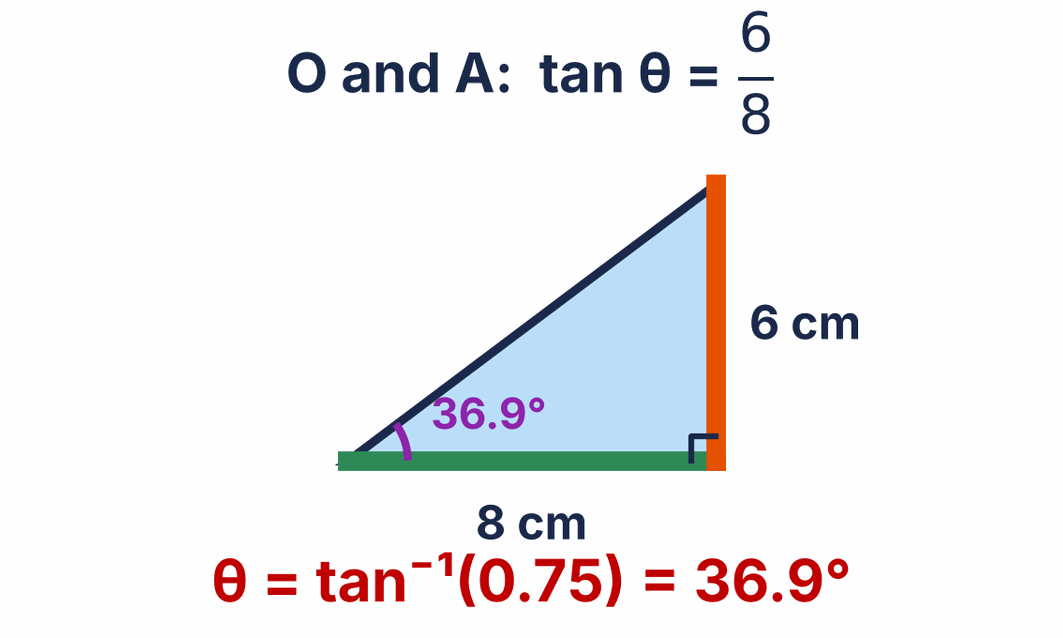 O and A: tan θ = 6/8
6 cm
36.9°
8 cm
θ = tan⁻¹(0.75) = 36.9°